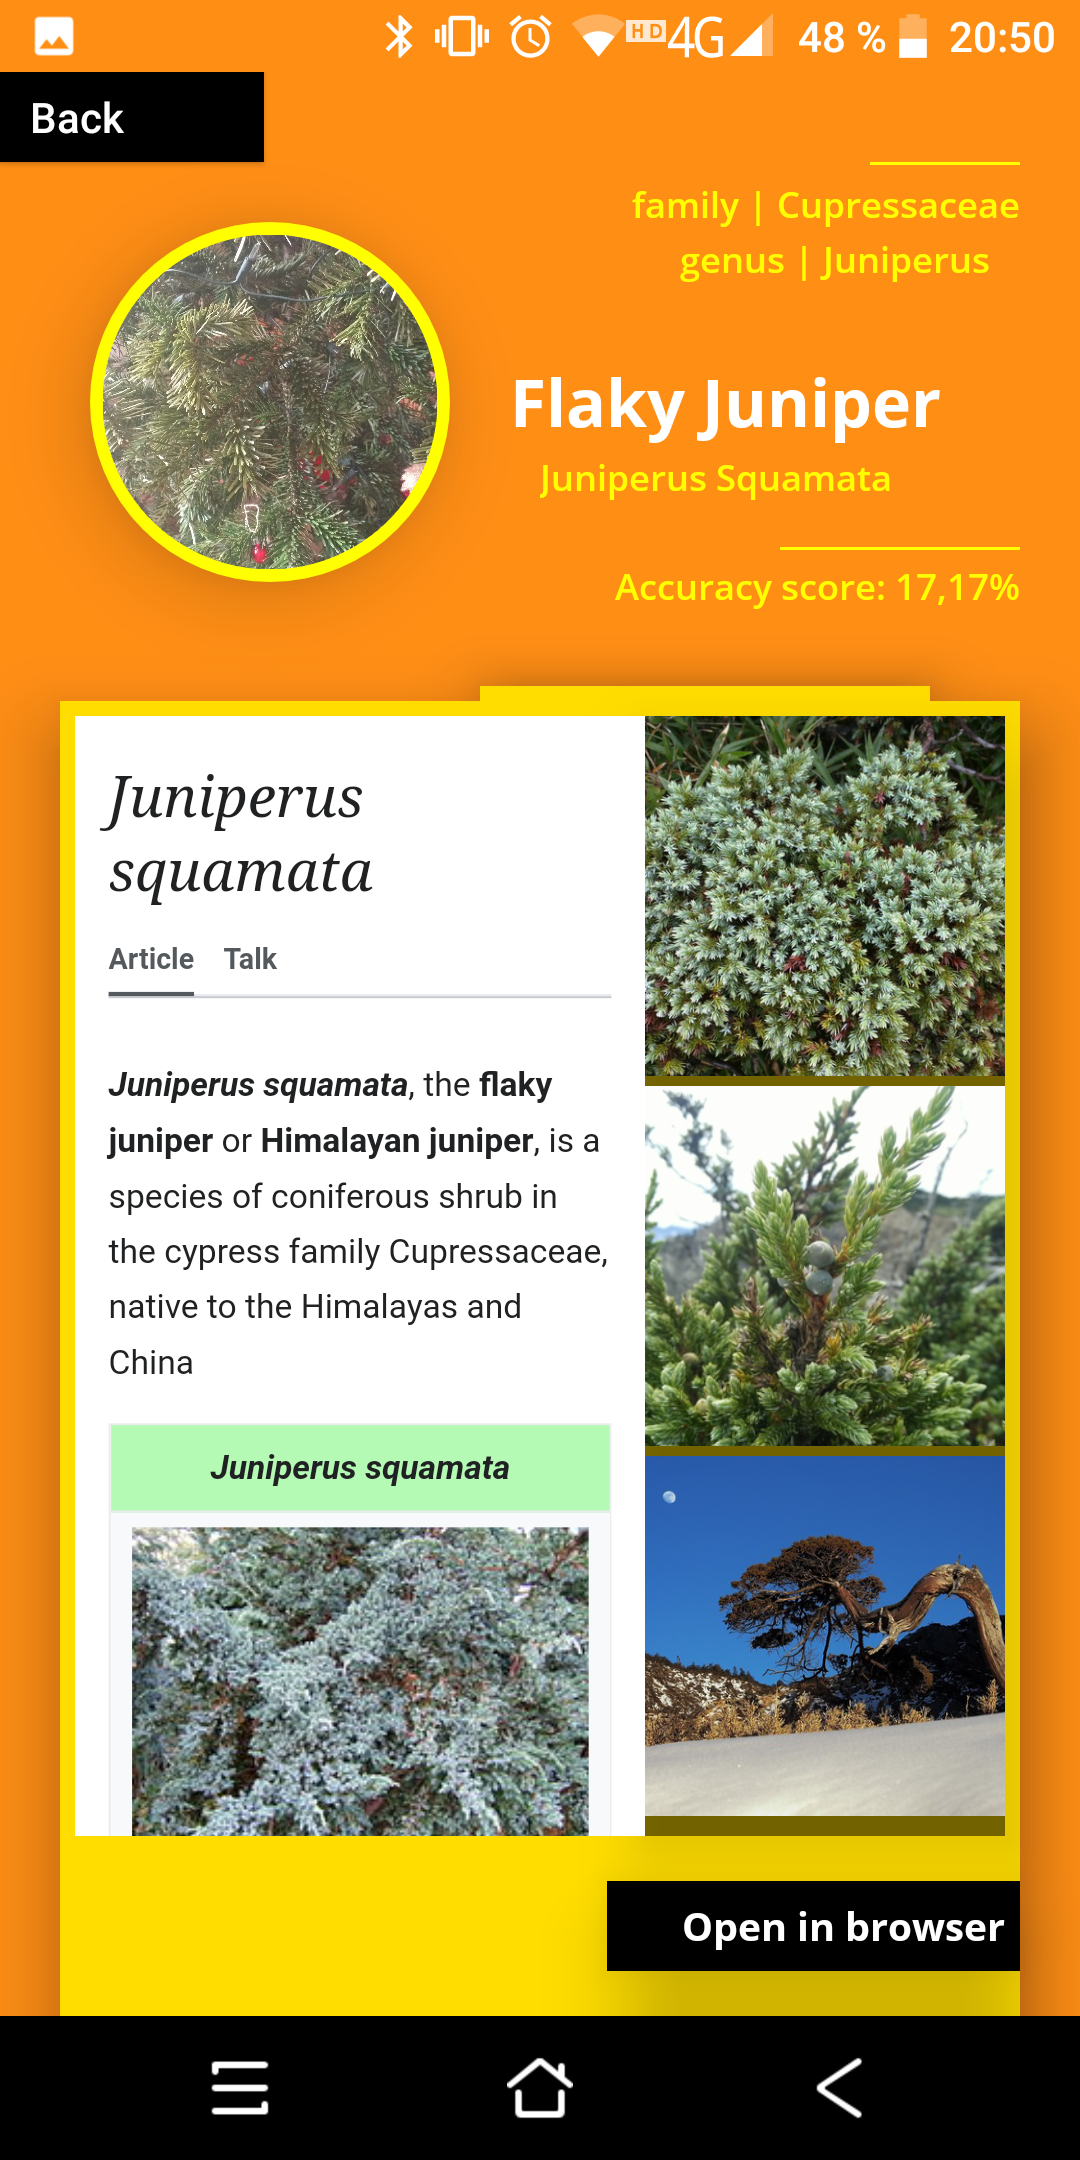 HD 4G 48 % 20:50
Back
family | Cupressaceae
genus | Juniperus
Flaky Juniper
Juniperus Squamata
Accuracy score: 17,17%
Juniperus
squamata
Article Talk
Juniperus squamata, the flaky
juniper or Himalayan juniper, is a
species of coniferous shrub in
the cypress family Cupressaceae,
native to the Himalayas and
China
Juniperus squamata
Open in browser